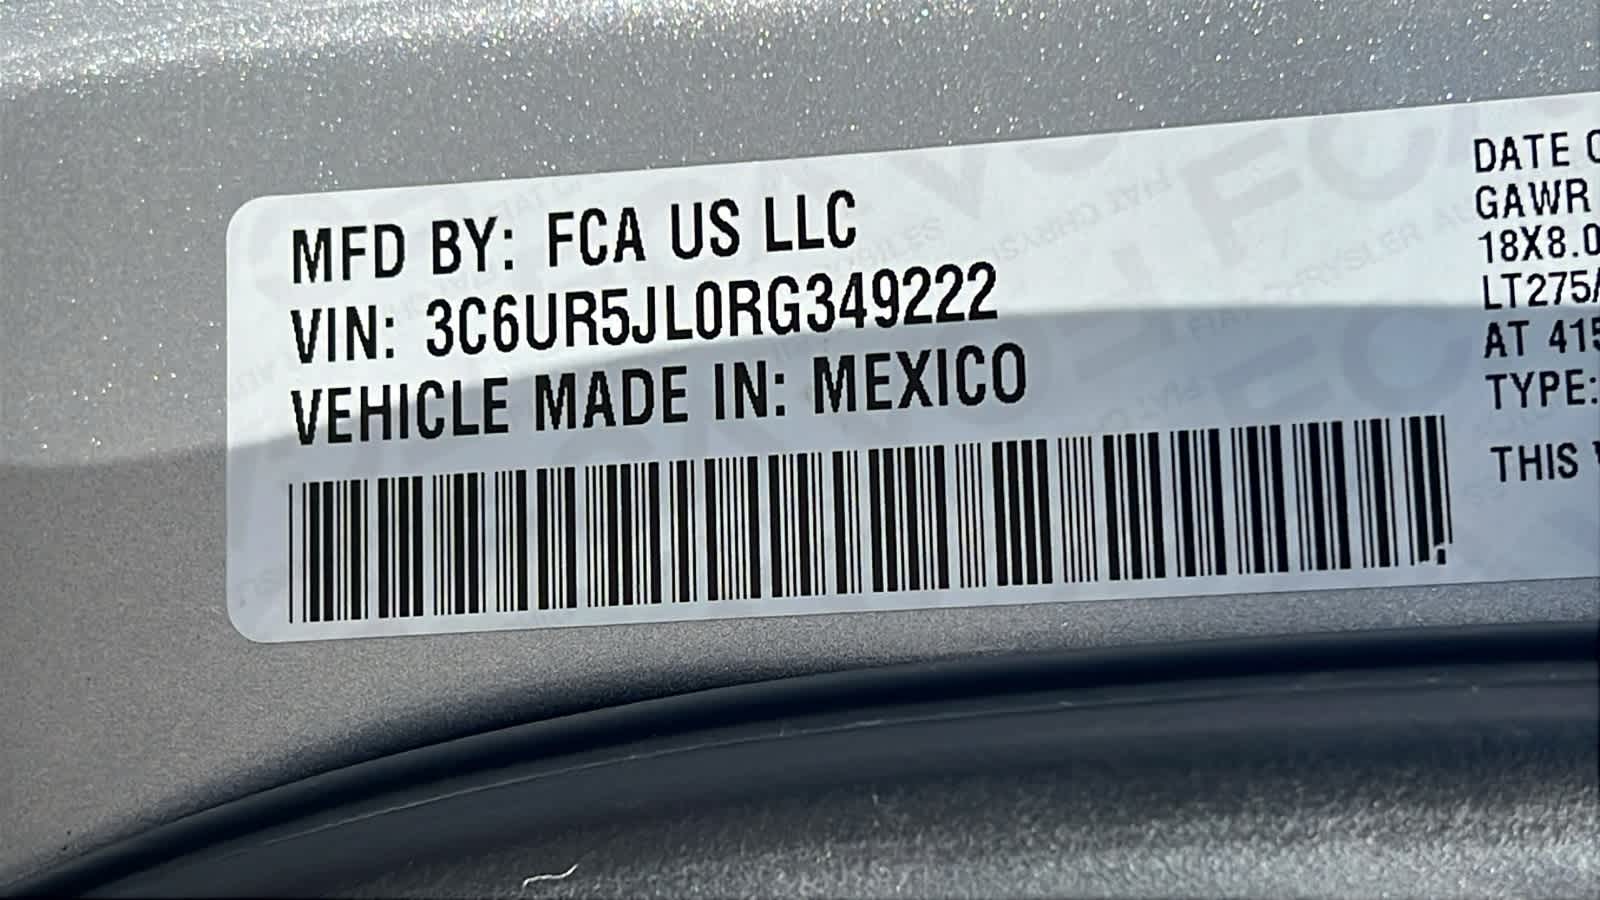 MFD BY: FCA US LLC
VIN: 3C6UR5JL0RG349222
VEHICLE MADE IN: MEXICO
DATE
GAWR
18X8.0
LT275/
AT 415
TYPE:
THIS